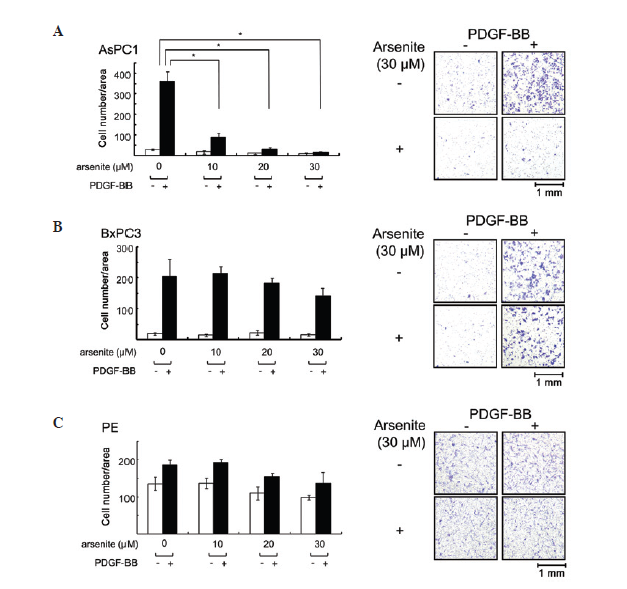 A
AsPC1
Cell number/area
400
300
200
100
* * *
arsenite (µM) 0 10 20 30
PDGF-BB - + - + - + - +
PDGF-BB
Arsenite - +
(30 µM)
-
+
1 mm
B
BxPC3
Cell number/area
300
200
100
arsenite (µM) 0 10 20 30
PDGF-BB - + - + - + - +
PDGF-BB
Arsenite - +
(30 µM)
-
+
1 mm
C
PE
Cell number/area
200
100
arsenite (µM) 0 10 20 30
PDGF-BB - + - + - + - +
PDGF-BB
Arsenite - +
(30 µM)
-
+
1 mm